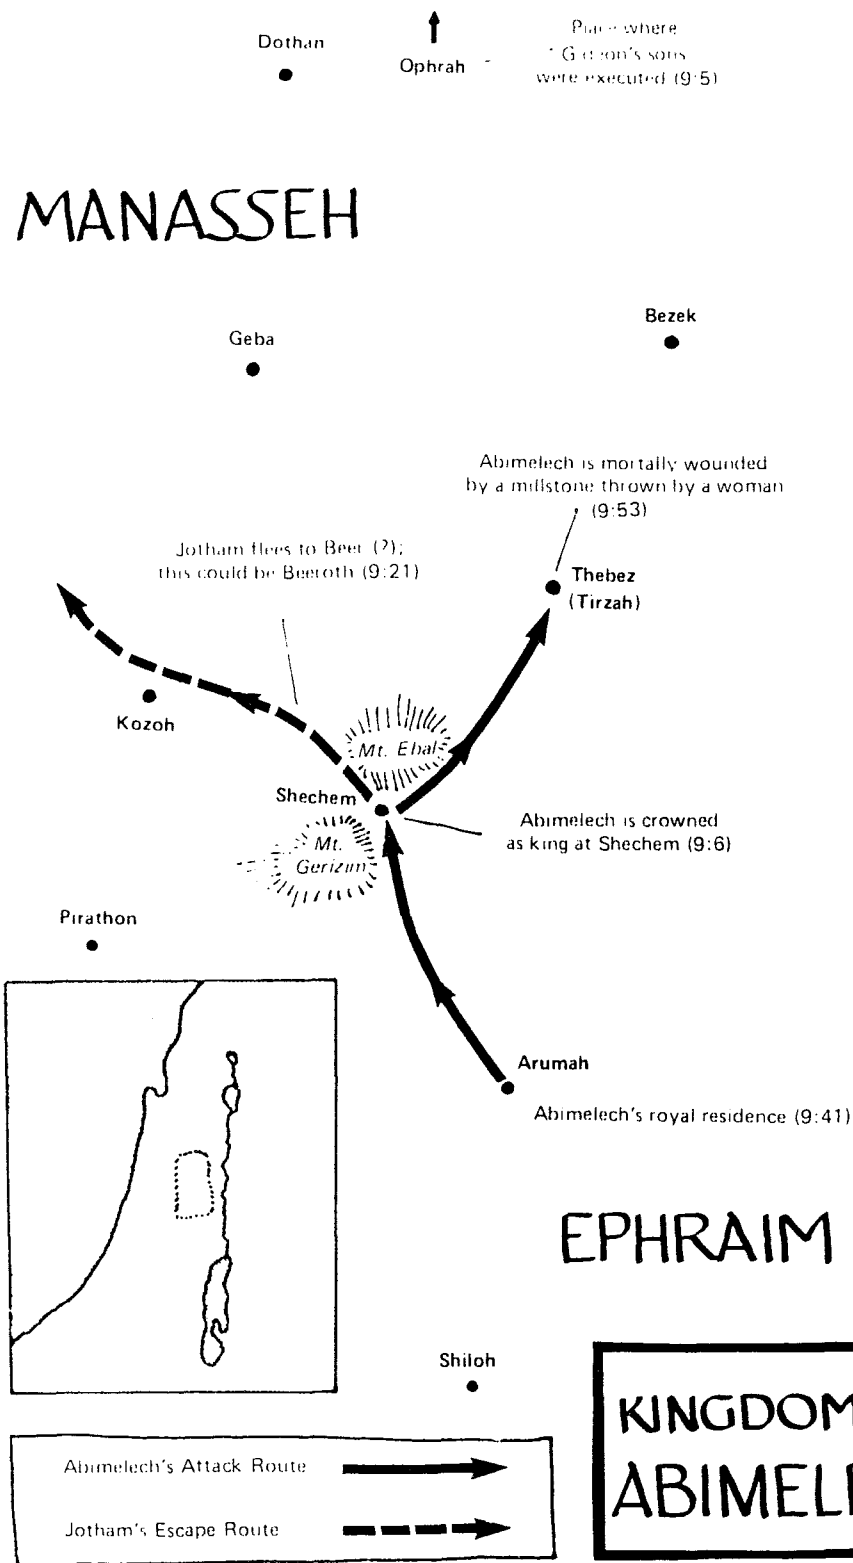 Dothan
Ophrah
Place where
Gideon's sons
were executed (9:5)
MANASSEH
Geba
Bezek
Abimelech is mortally wounded
by a millstone thrown by a woman
(9:53)
Jotham flees to Beer (?);
this could be Beeroth (9:21)
Thebez
(Tirzah)
Kozoh
Mt. Ebal
Shechem
Abimelech is crowned
as king at Shechem (9:6)
Mt.
Gerizim
Pirathon
Arumah
Abimelech's royal residence (9:41)
EPHRAIM
Shiloh
KINGDOM
Abimelech's Attack Route
Jotham's Escape Route